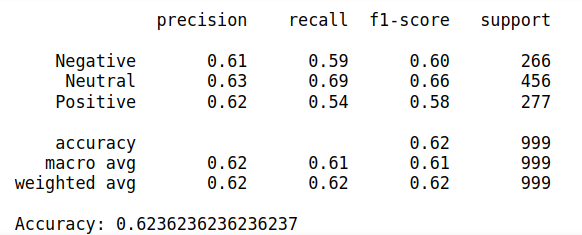 precision recall f1-score support
Negative 0.61 0.59 0.60 266
Neutral 0.63 0.69 0.66 456
Positive 0.62 0.54 0.58 277
accuracy 0.62 999
macro avg 0.62 0.61 0.61 999
weighted avg 0.62 0.62 0.62 999
Accuracy: 0.6236236236236237